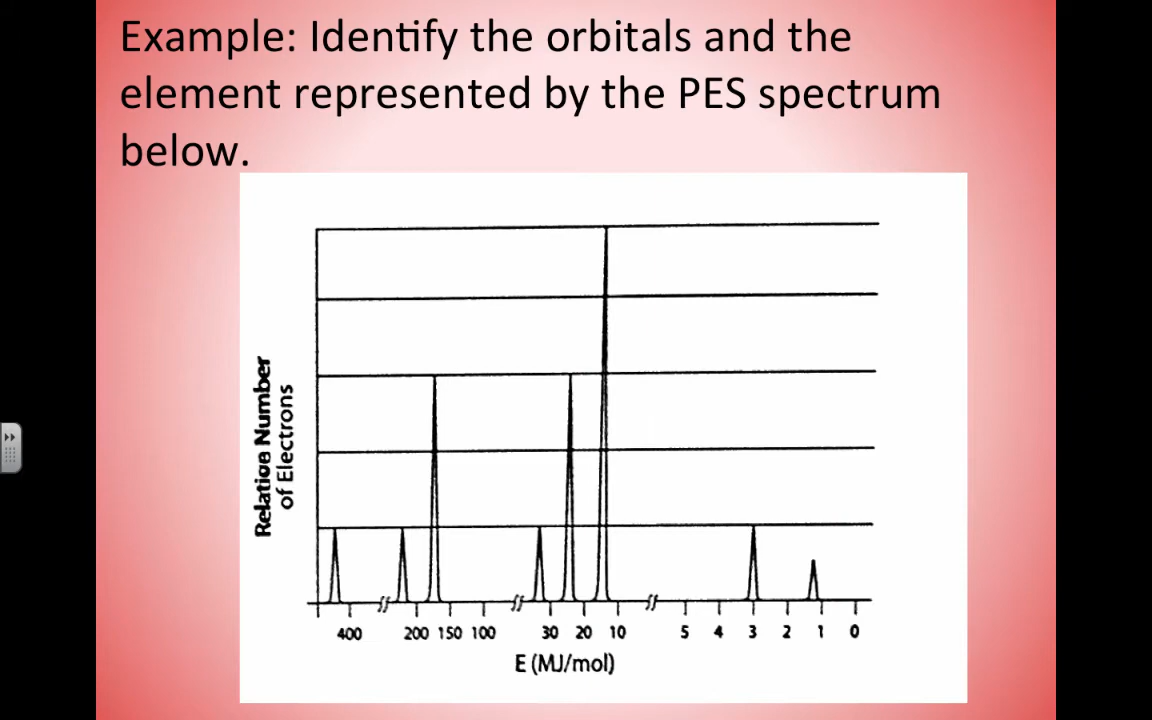 Example: Identify the orbitals and the
element represented by the PES spectrum
below.
Relative Number
of Electrons
400 200 150 100 30 20 10 5 4 3 2 1 0
E (MJ/mol)